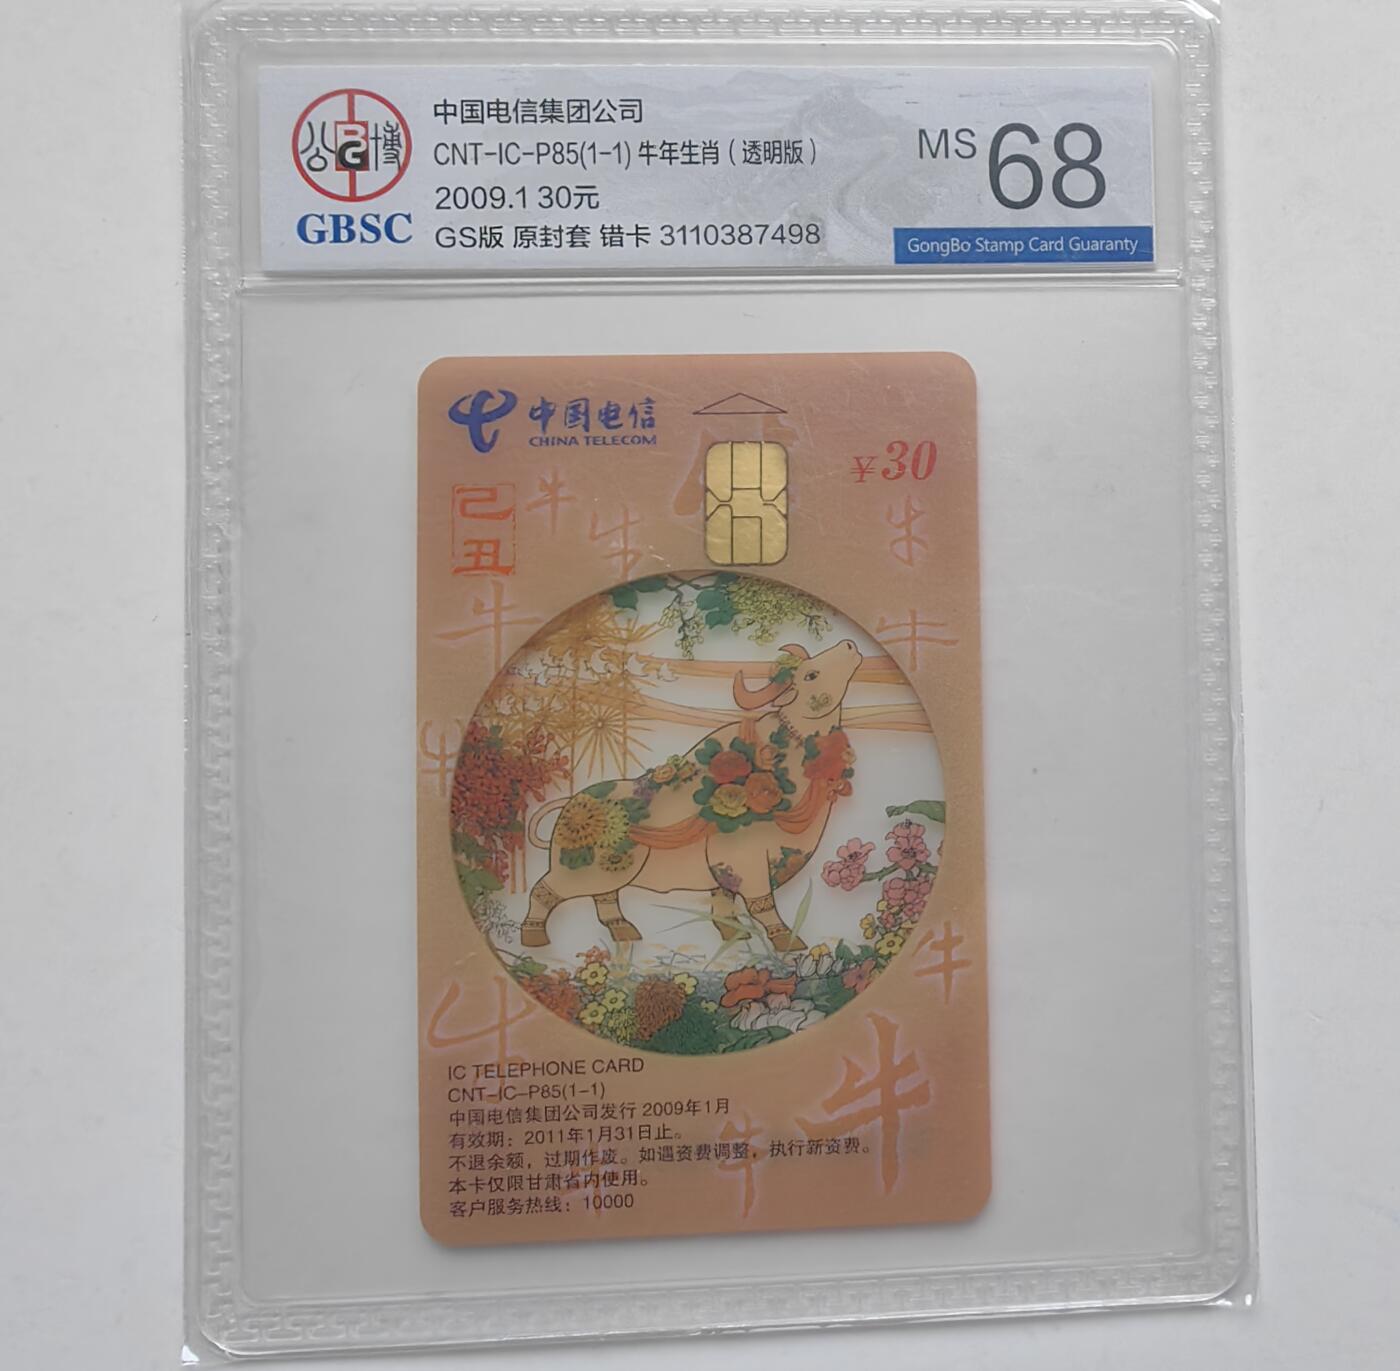 中国电信集团公司
CNT-IC-P85(1-1) 牛年生肖（透明版）
2009.1 30元
GS版 原封套 错卡 3110387498
公 博
GBSC
MS 68
GongBo Stamp Card Guaranty
中国电信
CHINA TELECOM
¥30
己丑
牛
牛
牛
牛
牛
牛
牛
牛
牛
牛
牛
牛
IC TELEPHONE CARD
CNT-IC-P85(1-1)
中国电信集团公司发行 2009年1月
有效期：2011年1月31日止。
不退余额，过期作废。如遇资费调整，执行新资费。
本卡仅限甘肃省内使用。
客户服务热线：10000